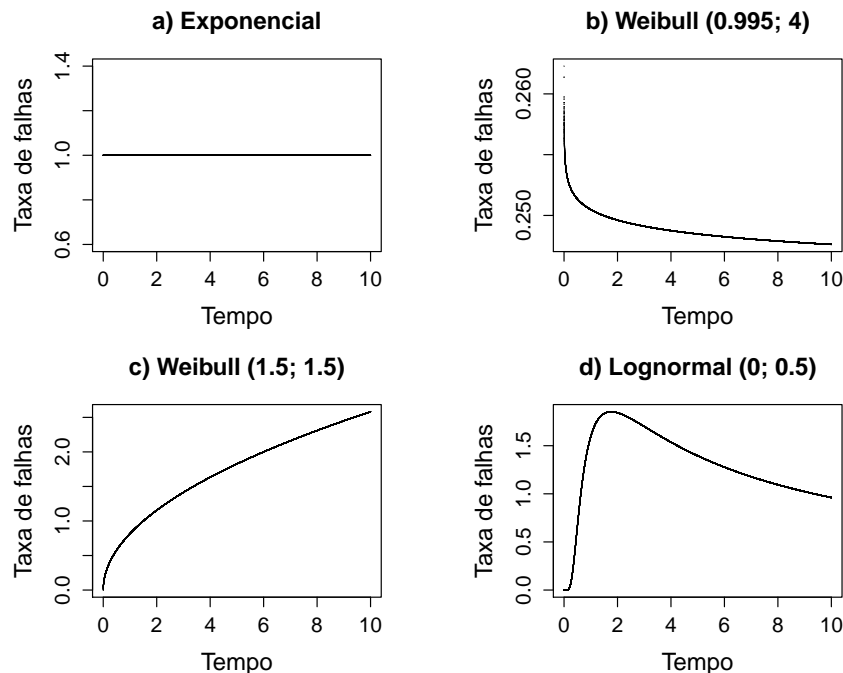 a) Exponencial
Taxa de falhas
0.6 1.0 1.4
0 2 4 6 8 10
Tempo
b) Weibull (0.995; 4)
Taxa de falhas
0.250 0.260
0 2 4 6 8 10
Tempo
c) Weibull (1.5; 1.5)
Taxa de falhas
0.0 1.0 2.0
0 2 4 6 8 10
Tempo
d) Lognormal (0; 0.5)
Taxa de falhas
0.0 0.5 1.0 1.5
0 2 4 6 8 10
Tempo